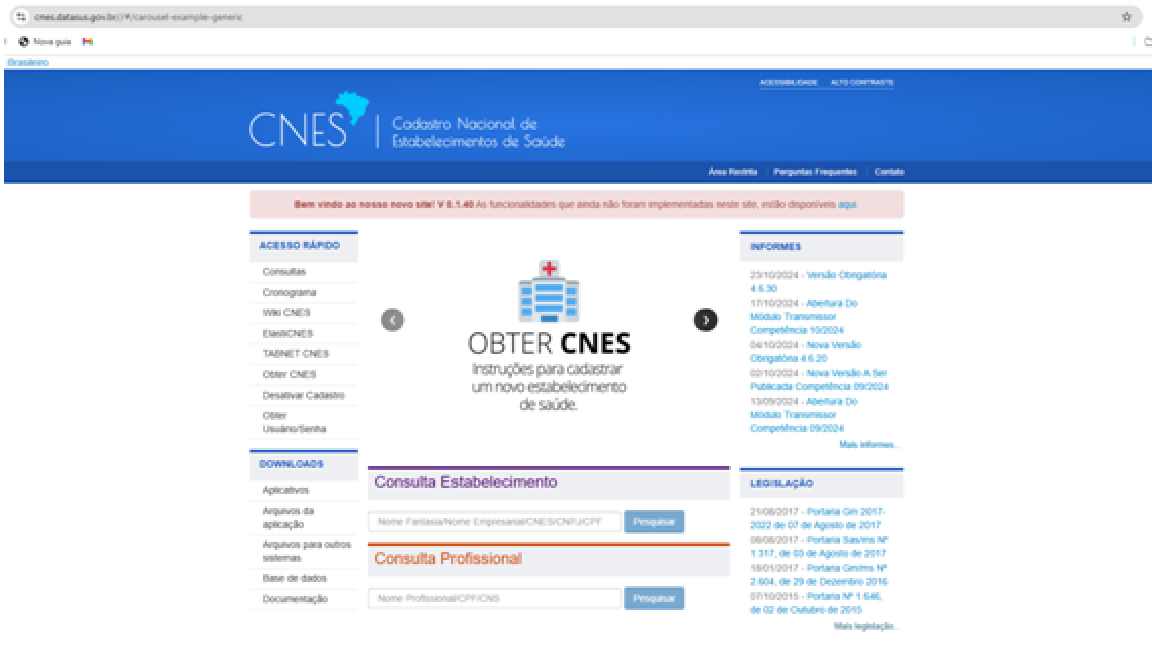 cnes.datasus.gov.br//#/carousel-example-generic
Nova guia
Brasileiro
ACESSIBILIDADE ALTO CONTRASTE
CNES
Cadastro Nacional de
Estabelecimentos de Saúde
Área Restrita Perguntas Frequentes Contato
Bem vindo ao nosso novo site! V 0.1.40 As funcionalidades que ainda não foram implementadas neste site, estão disponíveis aqui.
ACESSO RÁPIDO
Consultas
Cronograma
Wiki CNES
ElastiCNES
TABNET CNES
Obter CNES
Desativar Cadastro
Obter
Usuário/Senha
DOWNLOADS
Aplicativos
Arquivos da
aplicação
Arquivos para outros
sistemas
Base de dados
Documentação
OBTER CNES
Instruções para cadastrar
um novo estabelecimento
de saúde.
Consulta Estabelecimento
Nome Fantasia/Nome Empresarial/CNES/CNPJ/CPF
Pesquisar
Consulta Profissional
Nome Profissional/CPF/CNS
Pesquisar
INFORMES
23/10/2024 - Versão Obrigatória
4.6.30
17/10/2024 - Abertura Do
Módulo Transmissor
Competência 10/2024
04/10/2024 - Nova Versão
Obrigatória 4.6.20
02/10/2024 - Nova Versão A Ser
Publicada Competência 09/2024
13/09/2024 - Abertura Do
Módulo Transmissor
Competência 09/2024
Mais informes...
LEGISLAÇÃO
21/08/2017 - Portaria Gm 2017-
2022 de 07 de Agosto de 2017
08/08/2017 - Portaria Sas/ms Nº
1.317, de 03 de Agosto de 2017
18/01/2017 - Portaria Gm/ms Nº
2.604, de 29 de Dezembro 2016
07/10/2015 - Portaria Nº 1.646,
de 02 de Outubro de 2015
Mais legislação...